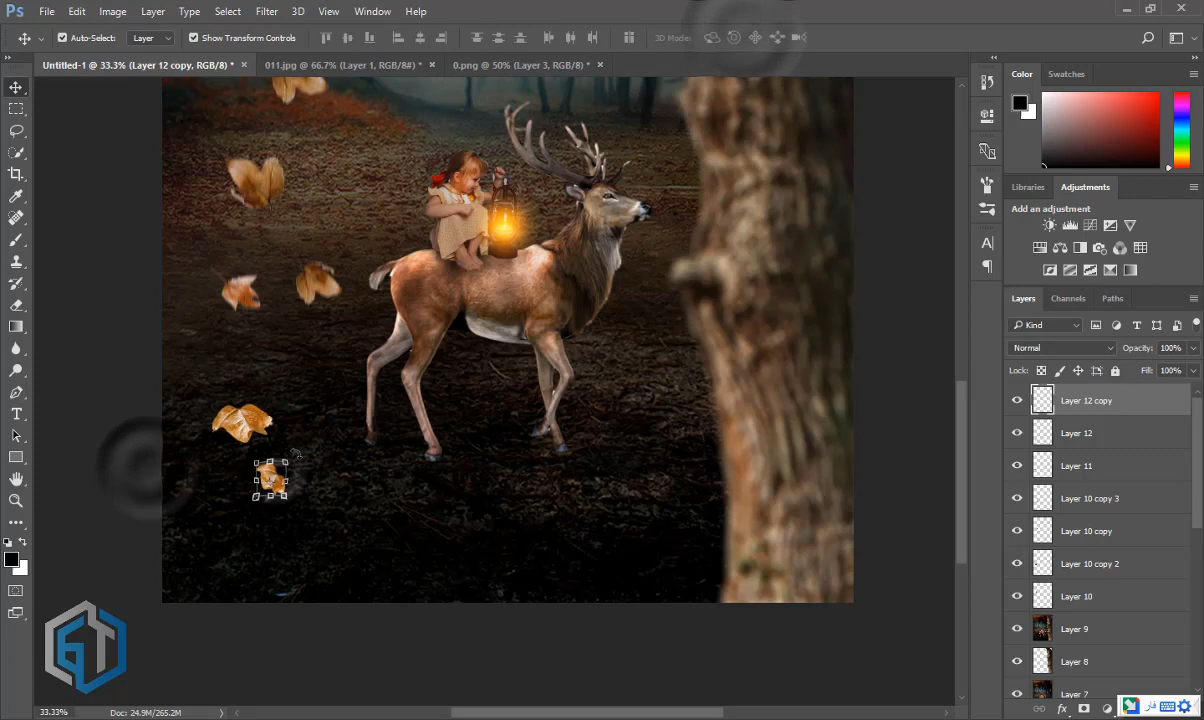 Ps File Edit Image Layer Type Select Filter 3D View Window Help
Auto-Select: Layer Show Transform Controls 3D Mode:
Untitled-1 @ 33.3% (Layer 12 copy, RGB/8) * × 011.jpg @ 66.7% (Layer 1, RGB/8#) * × 0.png @ 50% (Layer 3, RGB/8) * ×
Color Swatches
Libraries Adjustments
Add an adjustment
Layers Channels Paths
Kind
Normal Opacity: 100%
Lock: Fill: 100%
Layer 12 copy
Layer 12
Layer 11
Layer 10 copy 3
Layer 10 copy
Layer 10 copy 2
Layer 10
Layer 9
Layer 8
Layer 7
فار
GT
33.33% Doc: 24M/265.2M